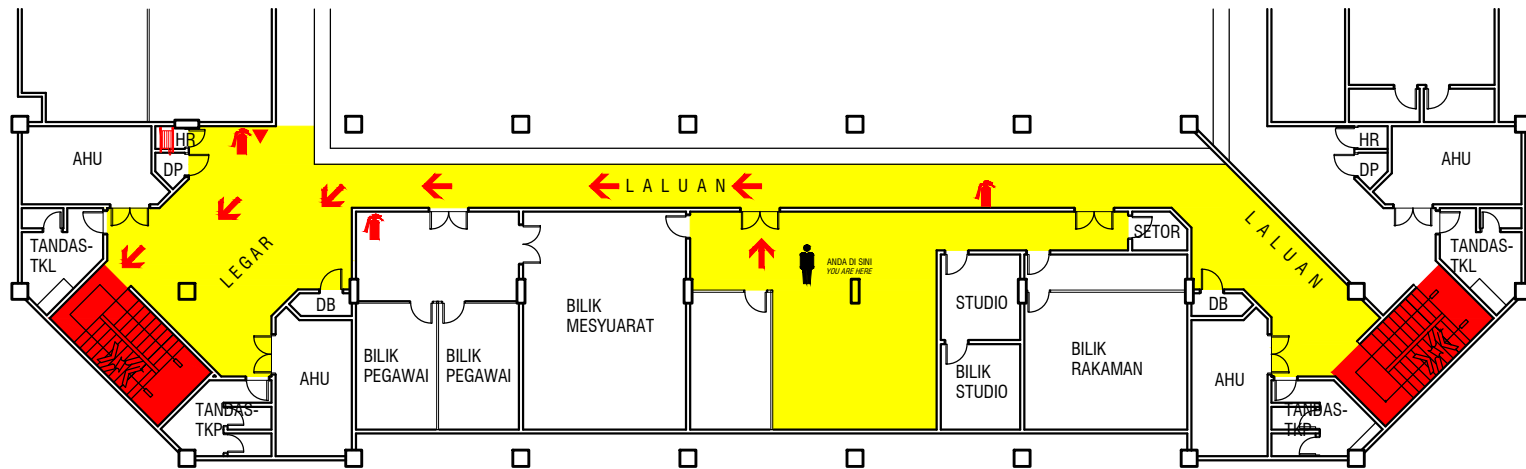 HR
AHU
DP
TANDAS-
TKL
LEGAR
DB
AHU
TANDAS-
TKP
BILIK
PEGAWAI
BILIK
PEGAWAI
BILIK
MESYUARAT
LALUAN
ANDA DI SINI
YOU ARE HERE
STUDIO
BILIK
STUDIO
SETOR
BILIK
RAKAMAN
LALUAN
DB
AHU
TANDAS-
TKP
HR
DP
AHU
TANDAS-
TKL